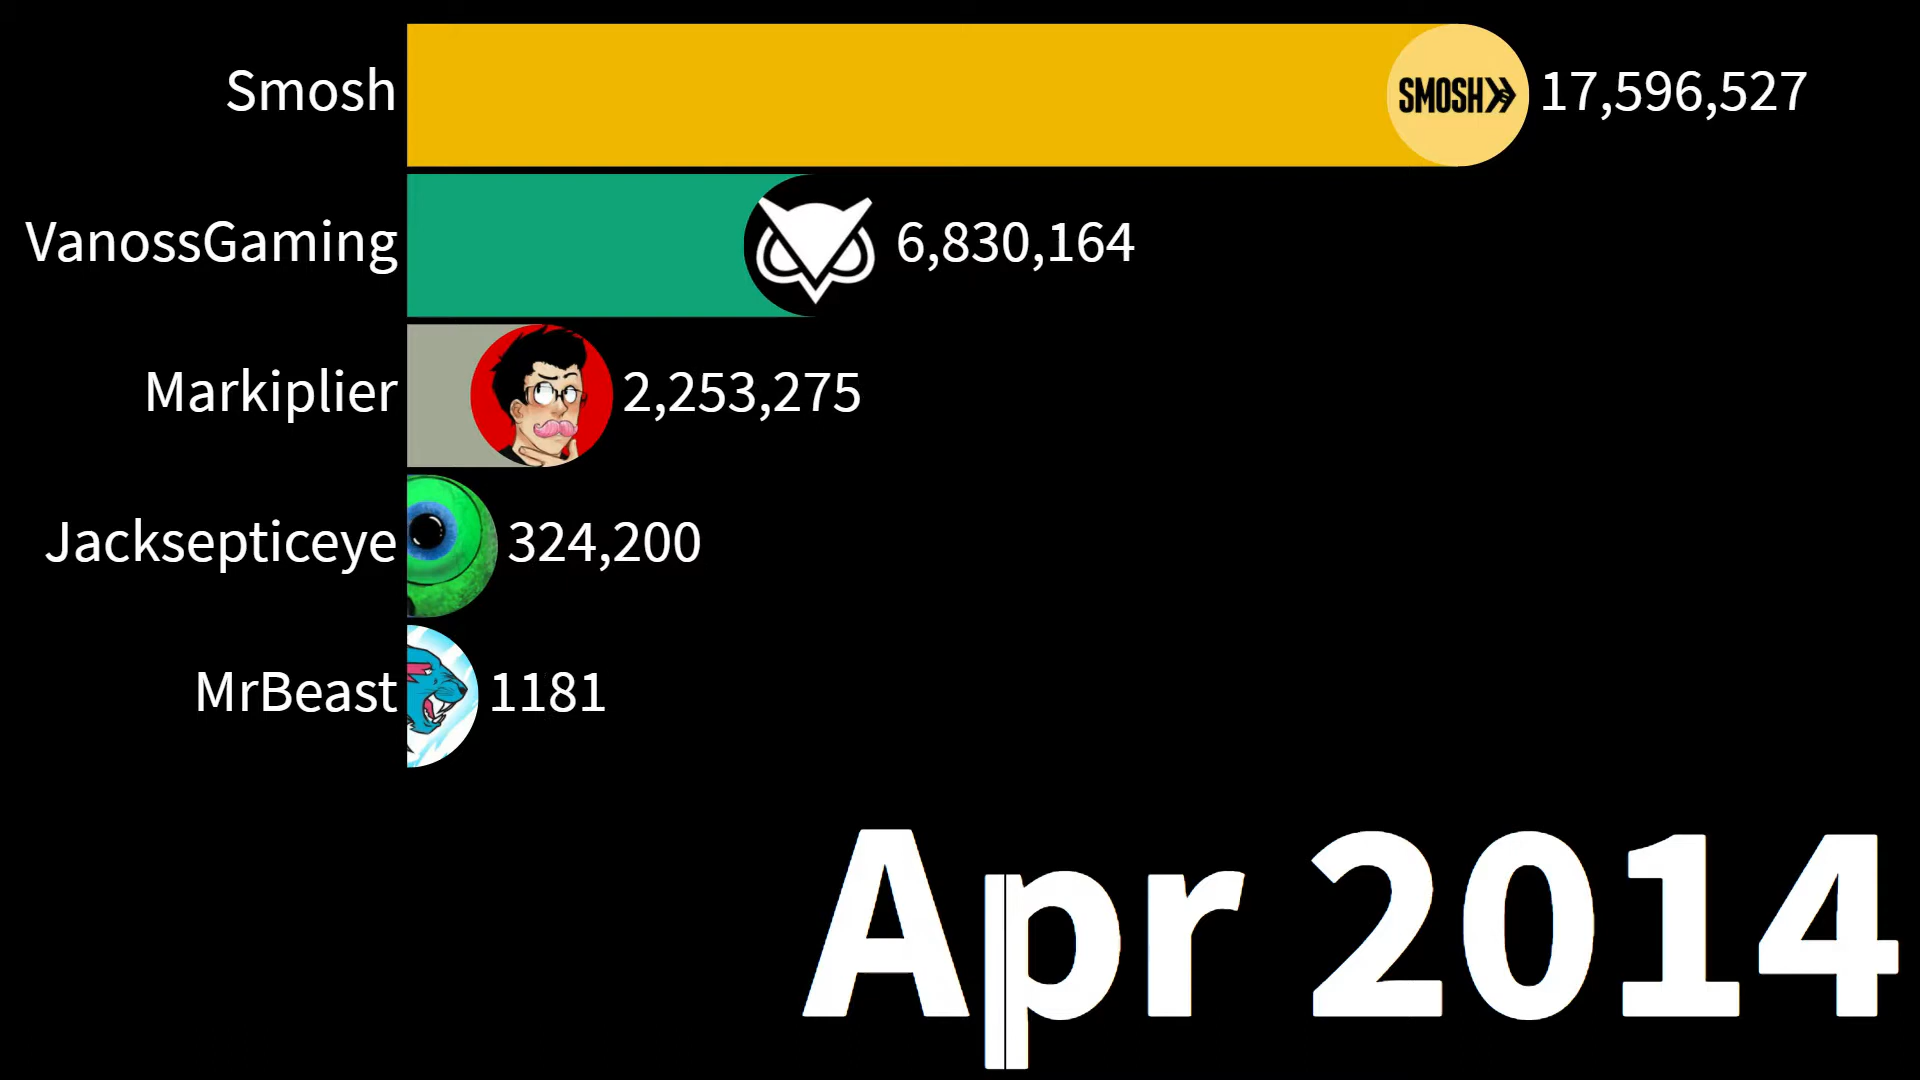 Smosh SMOSH 17,596,527
VanossGaming 6,830,164
Markiplier 2,253,275
Jacksepticeye 324,200
MrBeast 1181
Apr 2014